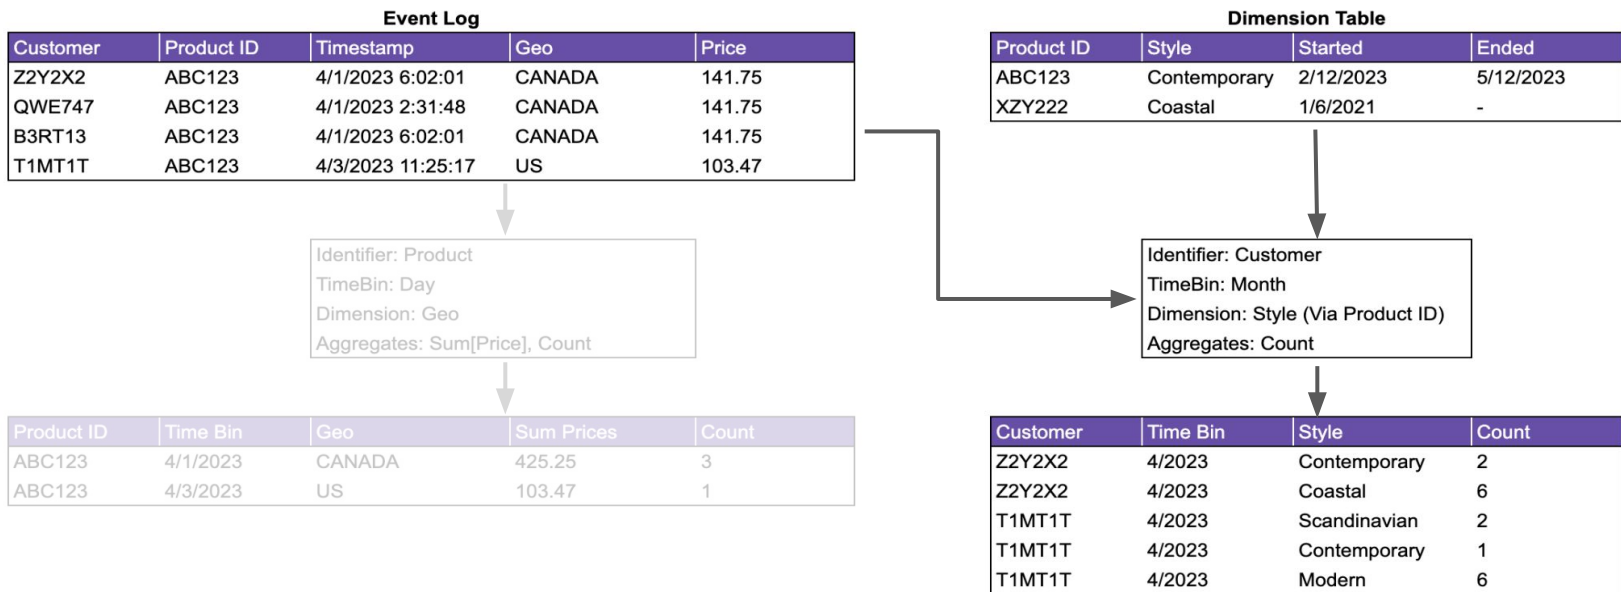 Event Log
Customer Product ID Timestamp Geo Price
Z2Y2X2 ABC123 4/1/2023 6:02:01 CANADA 141.75
QWE747 ABC123 4/1/2023 2:31:48 CANADA 141.75
B3RT13 ABC123 4/1/2023 6:02:01 CANADA 141.75
T1MT1T ABC123 4/3/2023 11:25:17 US 103.47
Dimension Table
Product ID Style Started Ended
ABC123 Contemporary 2/12/2023 5/12/2023
XZY222 Coastal 1/6/2021 -
Identifier: Product
TimeBin: Day
Dimension: Geo
Aggregates: Sum[Price], Count
Identifier: Customer
TimeBin: Month
Dimension: Style (Via Product ID)
Aggregates: Count
Product ID Time Bin Geo Sum Prices Count
ABC123 4/1/2023 CANADA 425.25 3
ABC123 4/3/2023 US 103.47 1
Customer Time Bin Style Count
Z2Y2X2 4/2023 Contemporary 2
Z2Y2X2 4/2023 Coastal 6
T1MT1T 4/2023 Scandinavian 2
T1MT1T 4/2023 Contemporary 1
T1MT1T 4/2023 Modern 6